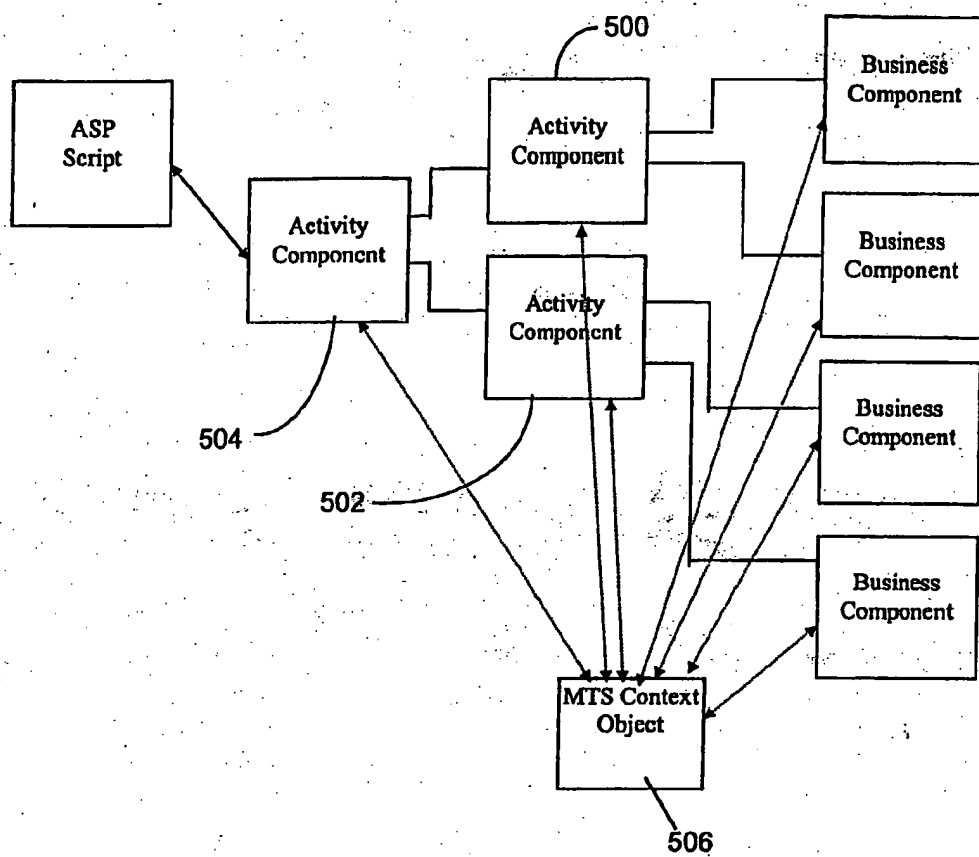 500
Business
Component
ASP
Script
Activity
Component
Activity
Component
Business
Component
Activity
Component
Business
Component
504
502
Business
Component
MTS Context
Object
506